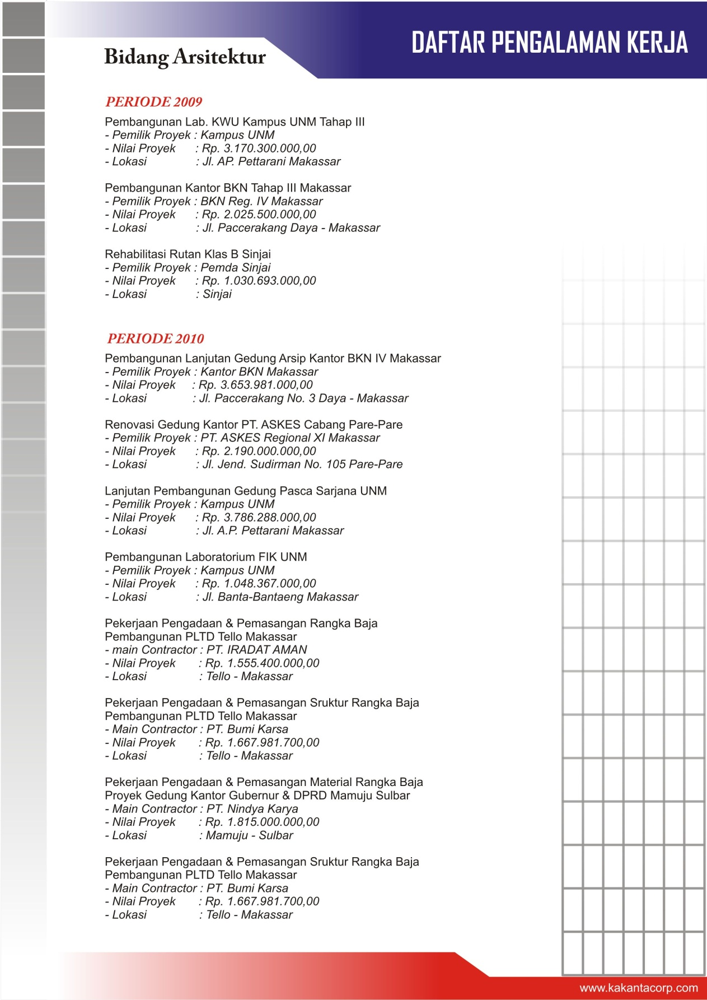 DAFTAR PENGALAMAN KERJA
Bidang Arsitektur
PERIODE 2009
Pembangunan Lab. KWU Kampus UNM Tahap III
- Pemilik Proyek : Kampus UNM
- Nilai Proyek : Rp. 3.170.300.000,00
- Lokasi : Jl. AP. Pettarani Makassar
Pembangunan Kantor BKN Tahap III Makassar
- Pemilik Proyek : BKN Reg. IV Makassar
- Nilai Proyek : Rp. 2.025.500.000,00
- Lokasi : Jl. Paccerakang Daya - Makassar
Rehabilitasi Rutan Klas B Sinjai
- Pemilik Proyek : Pemda Sinjai
- Nilai Proyek : Rp. 1.030.693.000,00
- Lokasi : Sinjai
PERIODE 2010
Pembangunan Lanjutan Gedung Arsip Kantor BKN IV Makassar
- Pemilik Proyek : Kantor BKN Makassar
- Nilai Proyek : Rp. 3.653.981.000,00
- Lokasi : Jl. Paccerakang No. 3 Daya - Makassar
Renovasi Gedung Kantor PT. ASKES Cabang Pare-Pare
- Pemilik Proyek : PT. ASKES Regional XI Makassar
- Nilai Proyek : Rp. 2.190.000.000,00
- Lokasi : Jl. Jend. Sudirman No. 105 Pare-Pare
Lanjutan Pembangunan Gedung Pasca Sarjana UNM
- Pemilik Proyek : Kampus UNM
- Nilai Proyek : Rp. 3.786.288.000,00
- Lokasi : Jl. A.P. Pettarani Makassar
Pembangunan Laboratorium FIK UNM
- Pemilik Proyek : Kampus UNM
- Nilai Proyek : Rp. 1.048.367.000,00
- Lokasi : Jl. Banta-Bantaeng Makassar
Pekerjaan Pengadaan & Pemasangan Rangka Baja
Pembangunan PLTD Tello Makassar
- main Contractor : PT. IRADAT AMAN
- Nilai Proyek : Rp. 1.555.400.000,00
- Lokasi : Tello - Makassar
Pekerjaan Pengadaan & Pemasangan Sruktur Rangka Baja
Pembangunan PLTD Tello Makassar
- Main Contractor : PT. Bumi Karsa
- Nilai Proyek : Rp. 1.667.981.700,00
- Lokasi : Tello - Makassar
Pekerjaan Pengadaan & Pemasangan Material Rangka Baja
Proyek Gedung Kantor Gubernur & DPRD Mamuju Sulbar
- Main Contractor : PT. Nindya Karya
- Nilai Proyek : Rp. 1.815.000.000,00
- Lokasi : Mamuju - Sulbar
Pekerjaan Pengadaan & Pemasangan Sruktur Rangka Baja
Pembangunan PLTD Tello Makassar
- Main Contractor : PT. Bumi Karsa
- Nilai Proyek : Rp. 1.667.981.700,00
- Lokasi : Tello - Makassar
www.kakantacorp.com